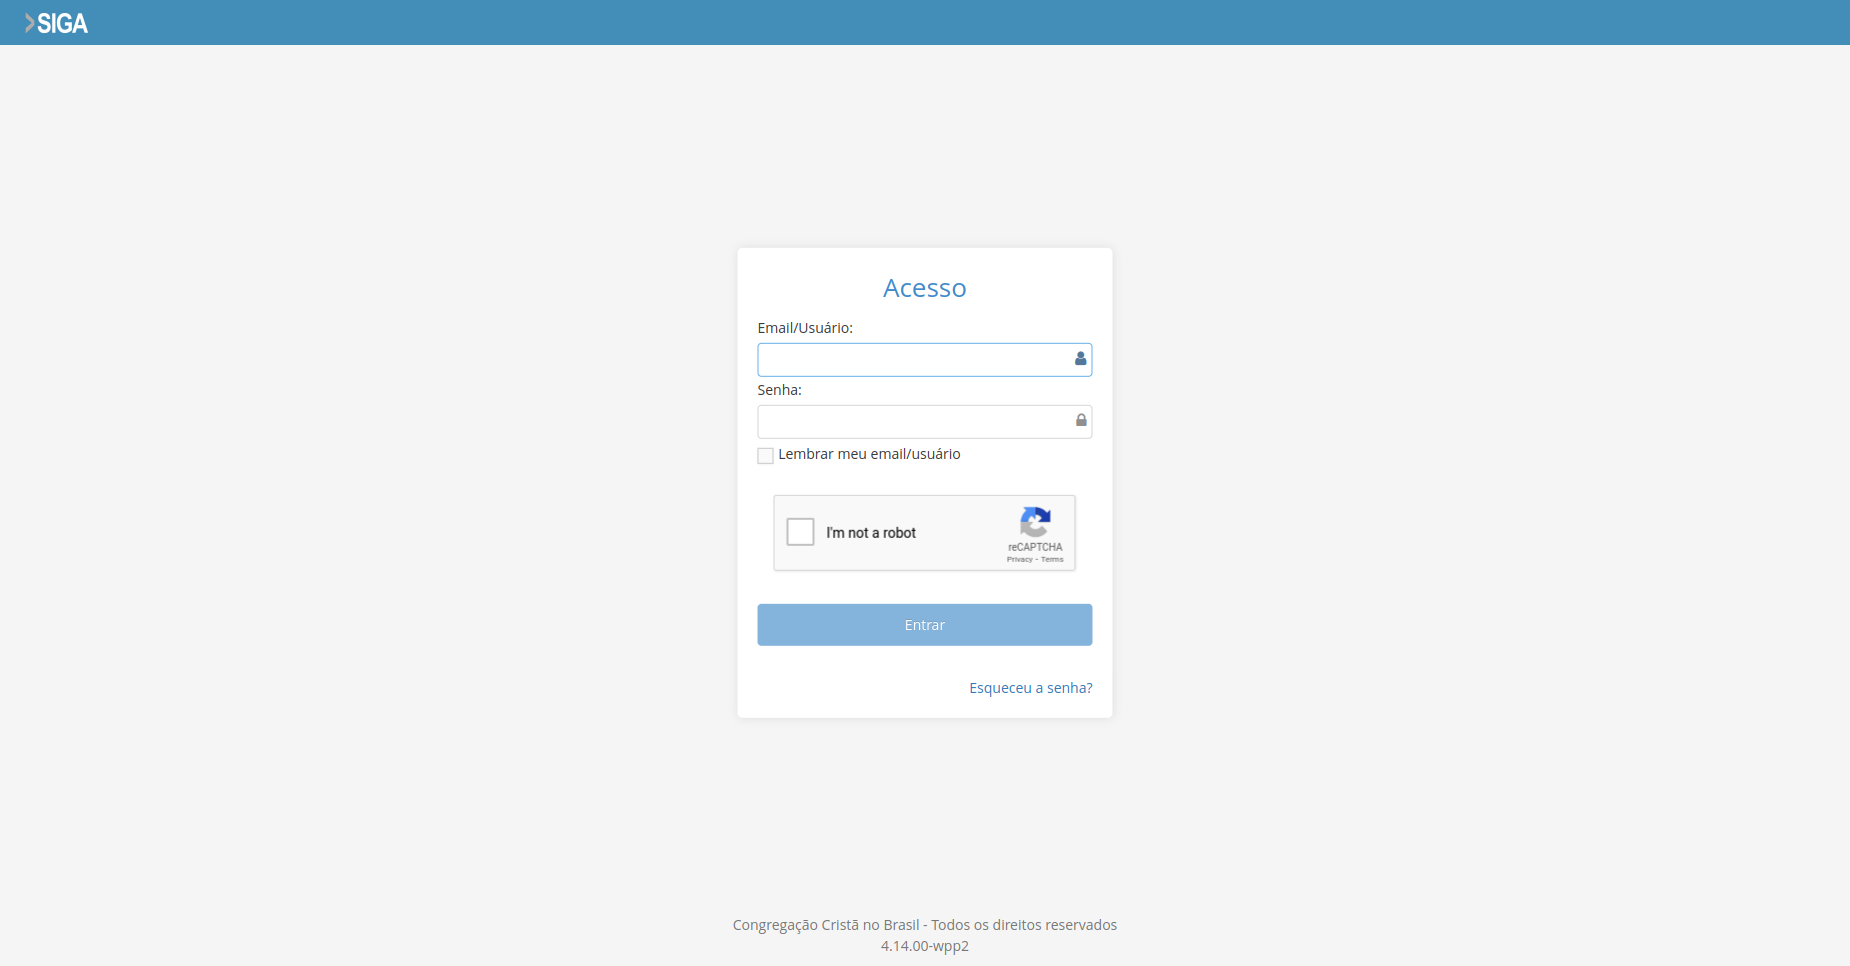 SIGA
Acesso
Email/Usuário:
Senha:
Lembrar meu email/usuário
I'm not a robot
reCAPTCHA
Privacy - Terms
Entrar
Esqueceu a senha?
Congregação Cristã no Brasil - Todos os direitos reservados
4.14.00-wpp2